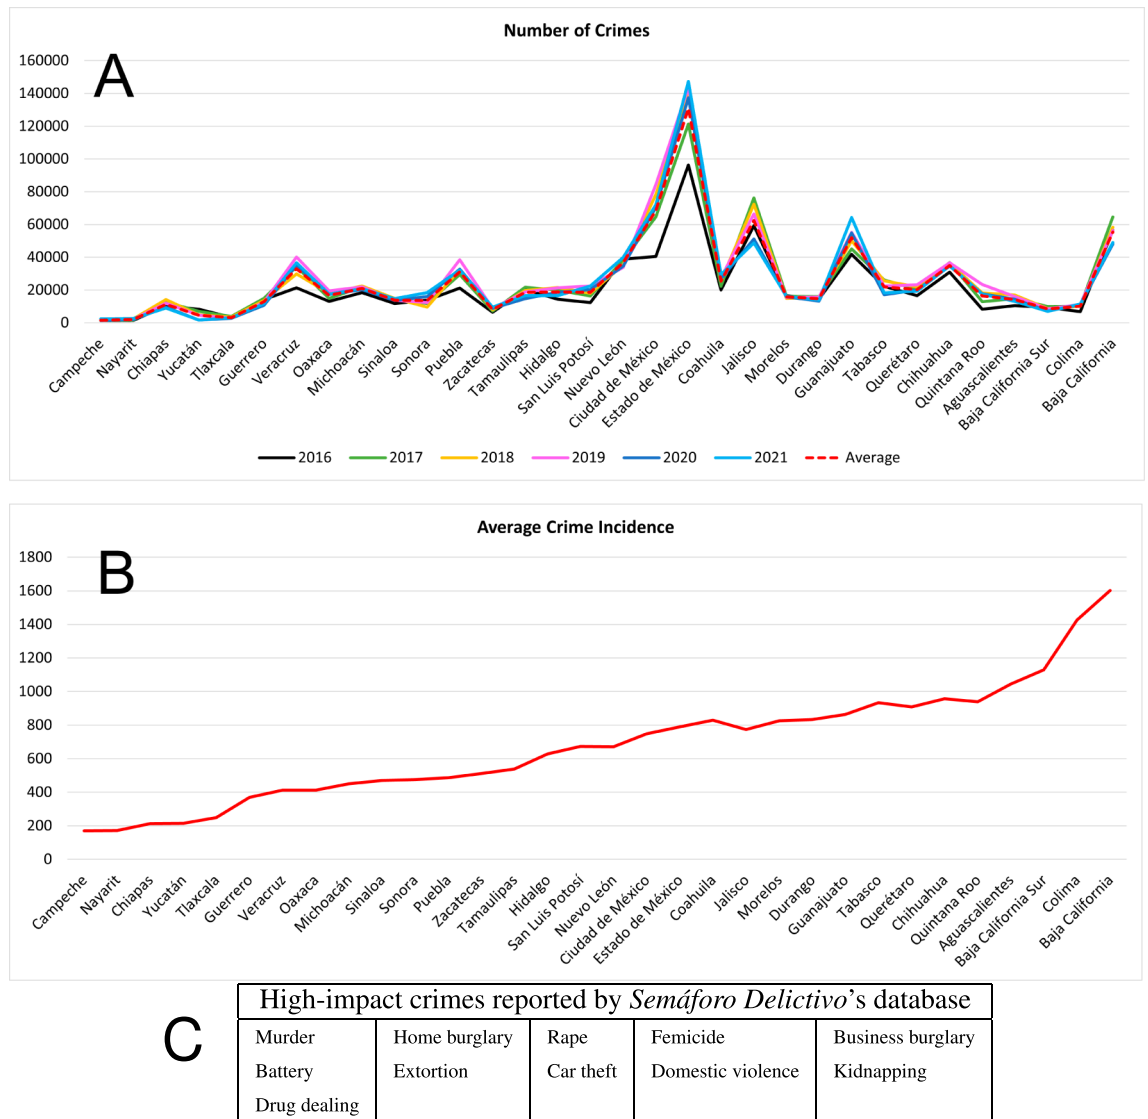 Number of Crimes
A
160000
140000
120000
100000
80000
60000
40000
20000
0
Campeche
Nayarit
Chiapas
Yucatán
Tlaxcala
Guerrero
Veracruz
Oaxaca
Michoacán
Sinaloa
Sonora
Puebla
Zacatecas
Tamaulipas
Hidalgo
San Luis Potosí
Nuevo León
Ciudad de México
Estado de México
Coahuila
Jalisco
Morelos
Durango
Guanajuato
Tabasco
Querétaro
Chihuahua
Quintana Roo
Aguascalientes
Baja California Sur
Colima
Baja California
2016 2017 2018 2019 2020 2021 Average
Average Crime Incidence
B
1800
1600
1400
1200
1000
800
600
400
200
0
Campeche
Nayarit
Chiapas
Yucatán
Tlaxcala
Guerrero
Veracruz
Oaxaca
Michoacán
Sinaloa
Sonora
Puebla
Zacatecas
Tamaulipas
Hidalgo
San Luis Potosí
Nuevo León
Ciudad de México
Estado de México
Coahuila
Jalisco
Morelos
Durango
Guanajuato
Tabasco
Querétaro
Chihuahua
Quintana Roo
Aguascalientes
Baja California Sur
Colima
Baja California
C
High-impact crimes reported by Semáforo Delictivo's database
Murder Home burglary Rape Femicide Business burglary
Battery Extortion Car theft Domestic violence Kidnapping
Drug dealing